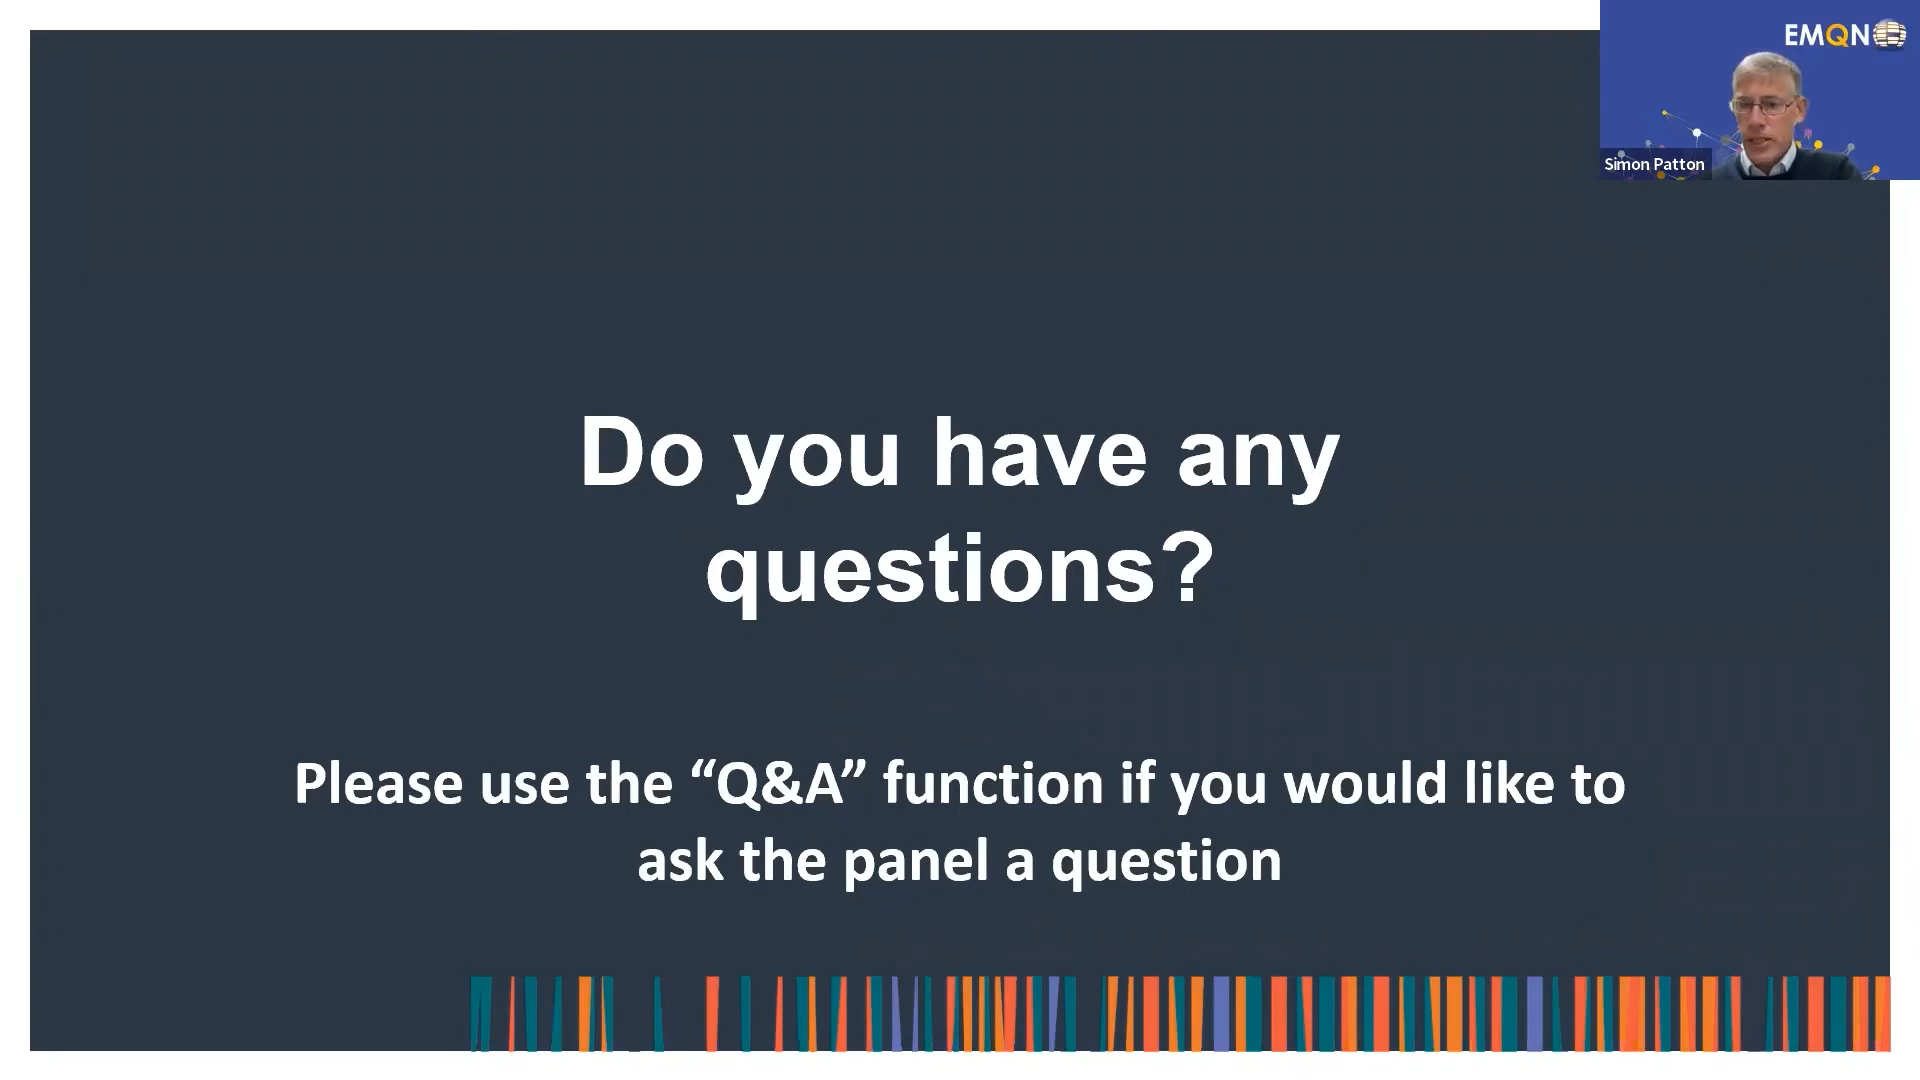 EMQN
Simon Patton
Do you have any
questions?
Please use the “Q&A” function if you would like to
ask the panel a question